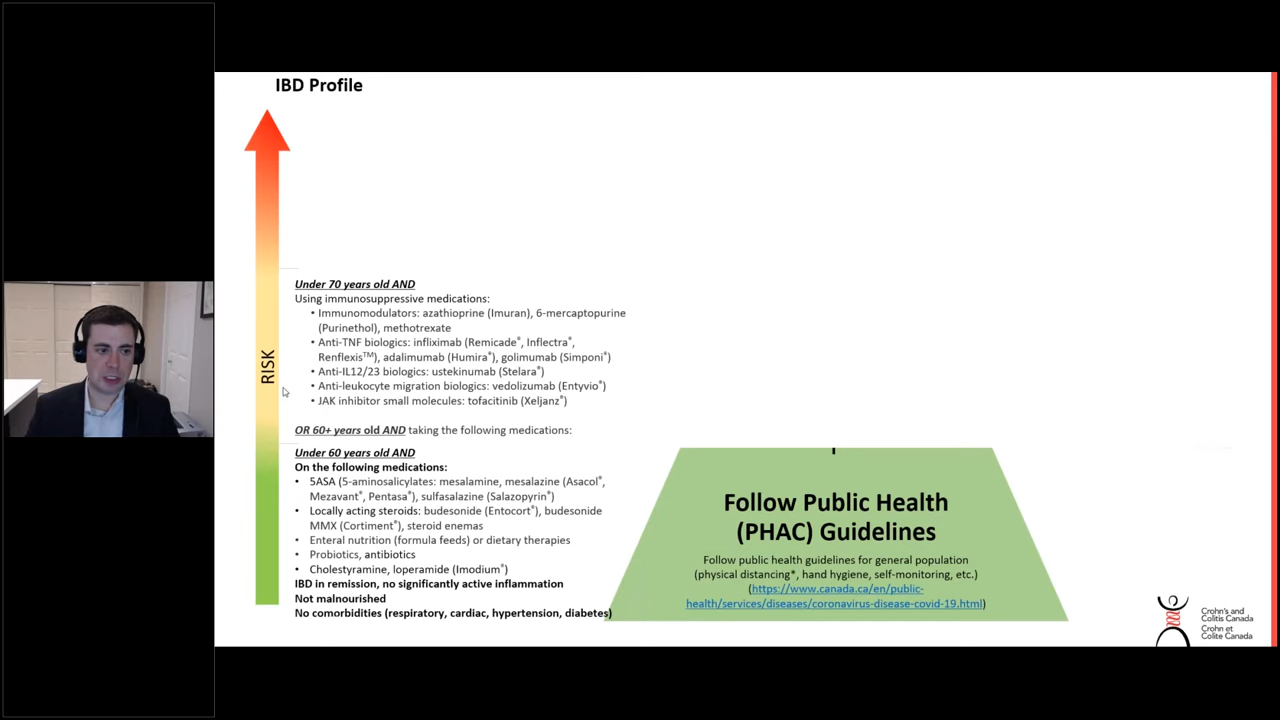 IBD Profile
RISK
Under 70 years old AND
Using immunosuppressive medications:
• Immunomodulators: azathioprine (Imuran), 6-mercaptopurine
(Purinethol), methotrexate
• Anti-TNF biologics: infliximab (Remicade®, Inflectra®,
Renflexis™), adalimumab (Humira®), golimumab (Simponi®)
• Anti-IL12/23 biologics: ustekinumab (Stelara®)
• Anti-leukocyte migration biologics: vedolizumab (Entyvio®)
• JAK inhibitor small molecules: tofacitinib (Xeljanz®)
OR 60+ years old AND taking the following medications:
Under 60 years old AND
On the following medications:
• 5ASA (5-aminosalicylates: mesalamine, mesalazine (Asacol®,
Mezavant®, Pentasa®), sulfasalazine (Salazopyrin®)
• Locally acting steroids: budesonide (Entocort®), budesonide
MMX (Cortiment®), steroid enemas
• Enteral nutrition (formula feeds) or dietary therapies
• Probiotics, antibiotics
• Cholestyramine, loperamide (Imodium®)
IBD in remission, no significantly active inflammation
Not malnourished
No comorbidities (respiratory, cardiac, hypertension, diabetes)
Follow Public Health
(PHAC) Guidelines
Follow public health guidelines for general population
(physical distancing*, hand hygiene, self-monitoring, etc.)
(https://www.canada.ca/en/public-
health/services/diseases/coronavirus-disease-covid-19.html)
Crohn's and
Colitis Canada
Crohn et
Colite Canada